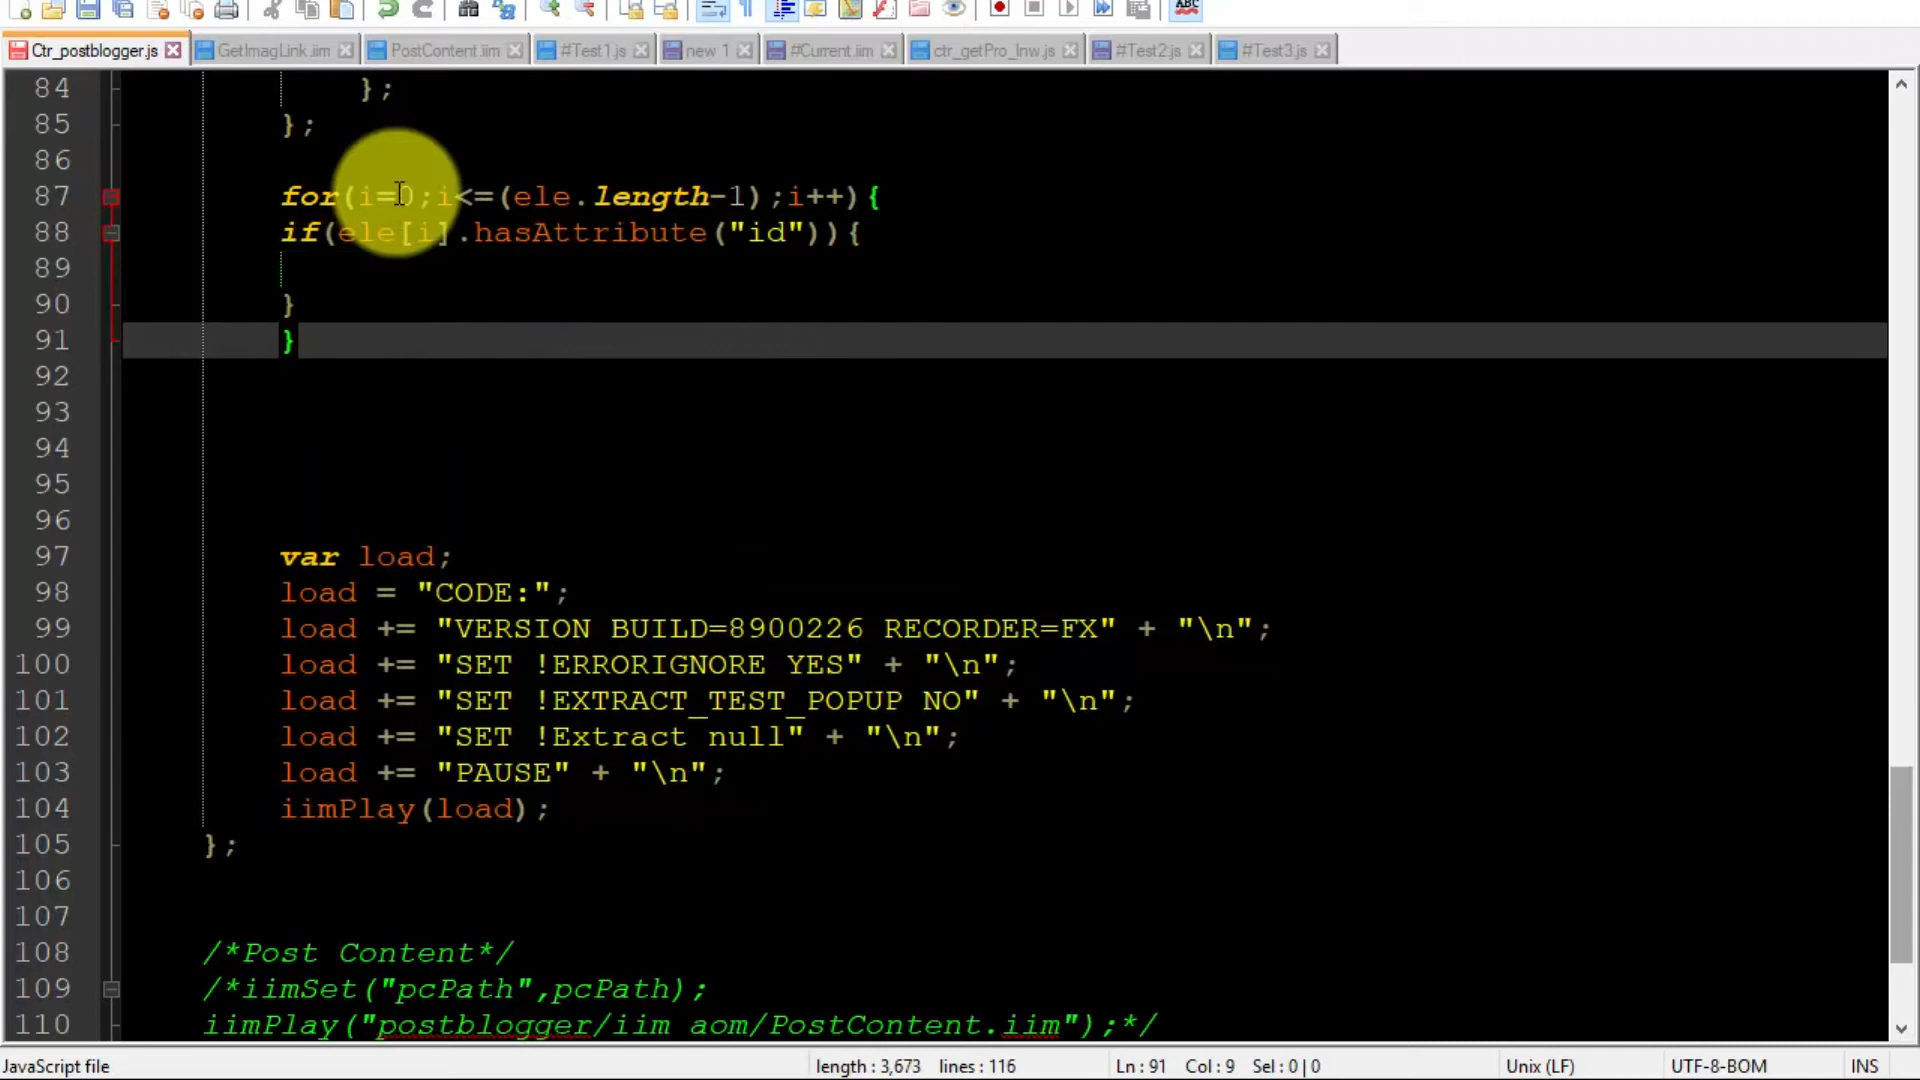 Ctr_postblogger.js GetImagLink.iim PostContent.iim #Test1.js new 1 #Current.iim ctr_getPro_lnw.js #Test2.js #Test3.js
ABC
84 };
85 };
86
87 for(i=0;i<=(ele.length-1);i++){
88 if(ele[i].hasAttribute("id")){
89
90 }
91 }
92
93
94
95
96
97 var load;
98 load = "CODE:";
99 load += "VERSION BUILD=8900226 RECORDER=FX" + "\n";
100 load += "SET !ERRORIGNORE YES" + "\n";
101 load += "SET !EXTRACT_TEST_POPUP NO" + "\n";
102 load += "SET !Extract null" + "\n";
103 load += "PAUSE" + "\n";
104 iimPlay(load);
105 };
106
107
108 /*Post Content*/
109 /*iimSet("pcPath",pcPath);
110 iimPlay("postblogger/iim aom/PostContent.iim");*/
JavaScript file length : 3,673 lines : 116 Ln : 91 Col : 9 Sel : 0 | 0 Unix (LF) UTF-8-BOM INS